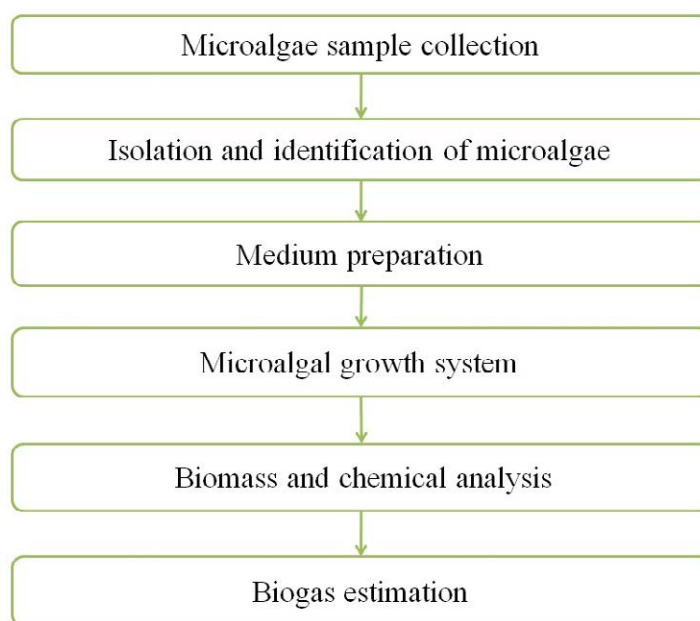 Microalgae sample collection
Isolation and identification of microalgae
Medium preparation
Microalgal growth system
Biomass and chemical analysis
Biogas estimation